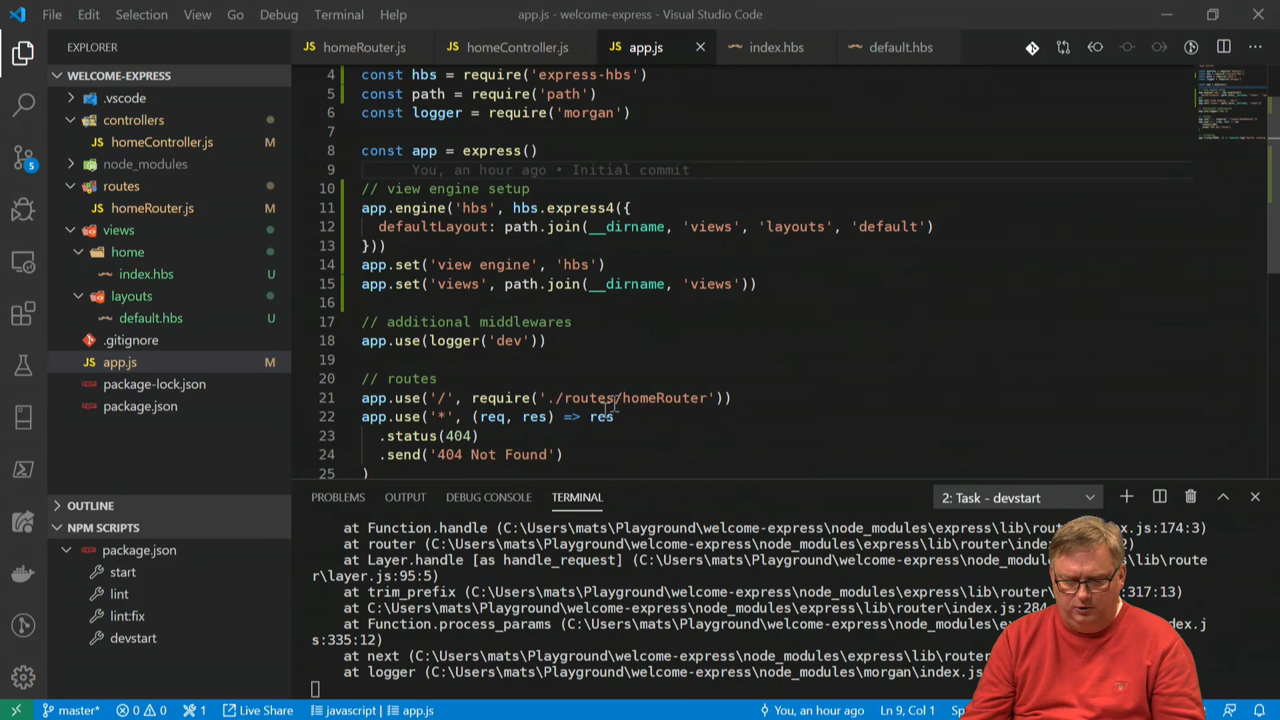 File Edit Selection View Go Debug Terminal Help app.js - welcome-express - Visual Studio Code
EXPLORER
homeRouter.js homeController.js app.js index.hbs default.hbs
WELCOME-EXPRESS
.vscode
controllers
homeController.js M
node_modules
routes
homeRouter.js M
views
home
index.hbs U
layouts
default.hbs U
.gitignore
app.js M
package-lock.json
package.json
OUTLINE
NPM SCRIPTS
package.json
start
lint
lint:fix
devstart
5
4 const hbs = require('express-hbs')
5 const path = require('path')
6 const logger = require('morgan')
7
8 const app = express()
9 You, an hour ago • Initial commit
10 // view engine setup
11 app.engine('hbs', hbs.express4({
12 defaultLayout: path.join(__dirname, 'views', 'layouts', 'default')
13 }))
14 app.set('view engine', 'hbs')
15 app.set('views', path.join(__dirname, 'views'))
16
17 // additional middlewares
18 app.use(logger('dev'))
19
20 // routes
21 app.use('/', require('./routes/homeRouter'))
22 app.use('*', (req, res) => res
23 .status(404)
24 .send('404 Not Found')
25 )
PROBLEMS OUTPUT DEBUG CONSOLE TERMINAL 2: Task - devstart
at Function.handle (C:\Users\mats\Playground\welcome-express\node_modules\express\lib\rout index.js:174:3)
at router (C:\Users\mats\Playground\welcome-express\node_modules\express\lib\router\inde 2)
at Layer.handle [as handle_request] (C:\Users\mats\Playground\welcome-express\node_modules\express\lib\route
r\layer.js:95:5)
at trim_prefix (C:\Users\mats\Playground\welcome-express\node_modules\express\lib\router\ :317:13)
at C:\Users\mats\Playground\welcome-express\node_modules\express\lib\router\index.js:284
at Function.process_params (C:\Users\mats\Playground\welcome-express\node_modules\express ndex.j
s:335:12)
at next (C:\Users\mats\Playground\welcome-express\node_modules\express\lib\router
at logger (C:\Users\mats\Playground\welcome-express\node_modules\morgan\index.js
master* 0 0 1 Live Share javascript | app.js You, an hour ago Ln 9, Col 1 Sp